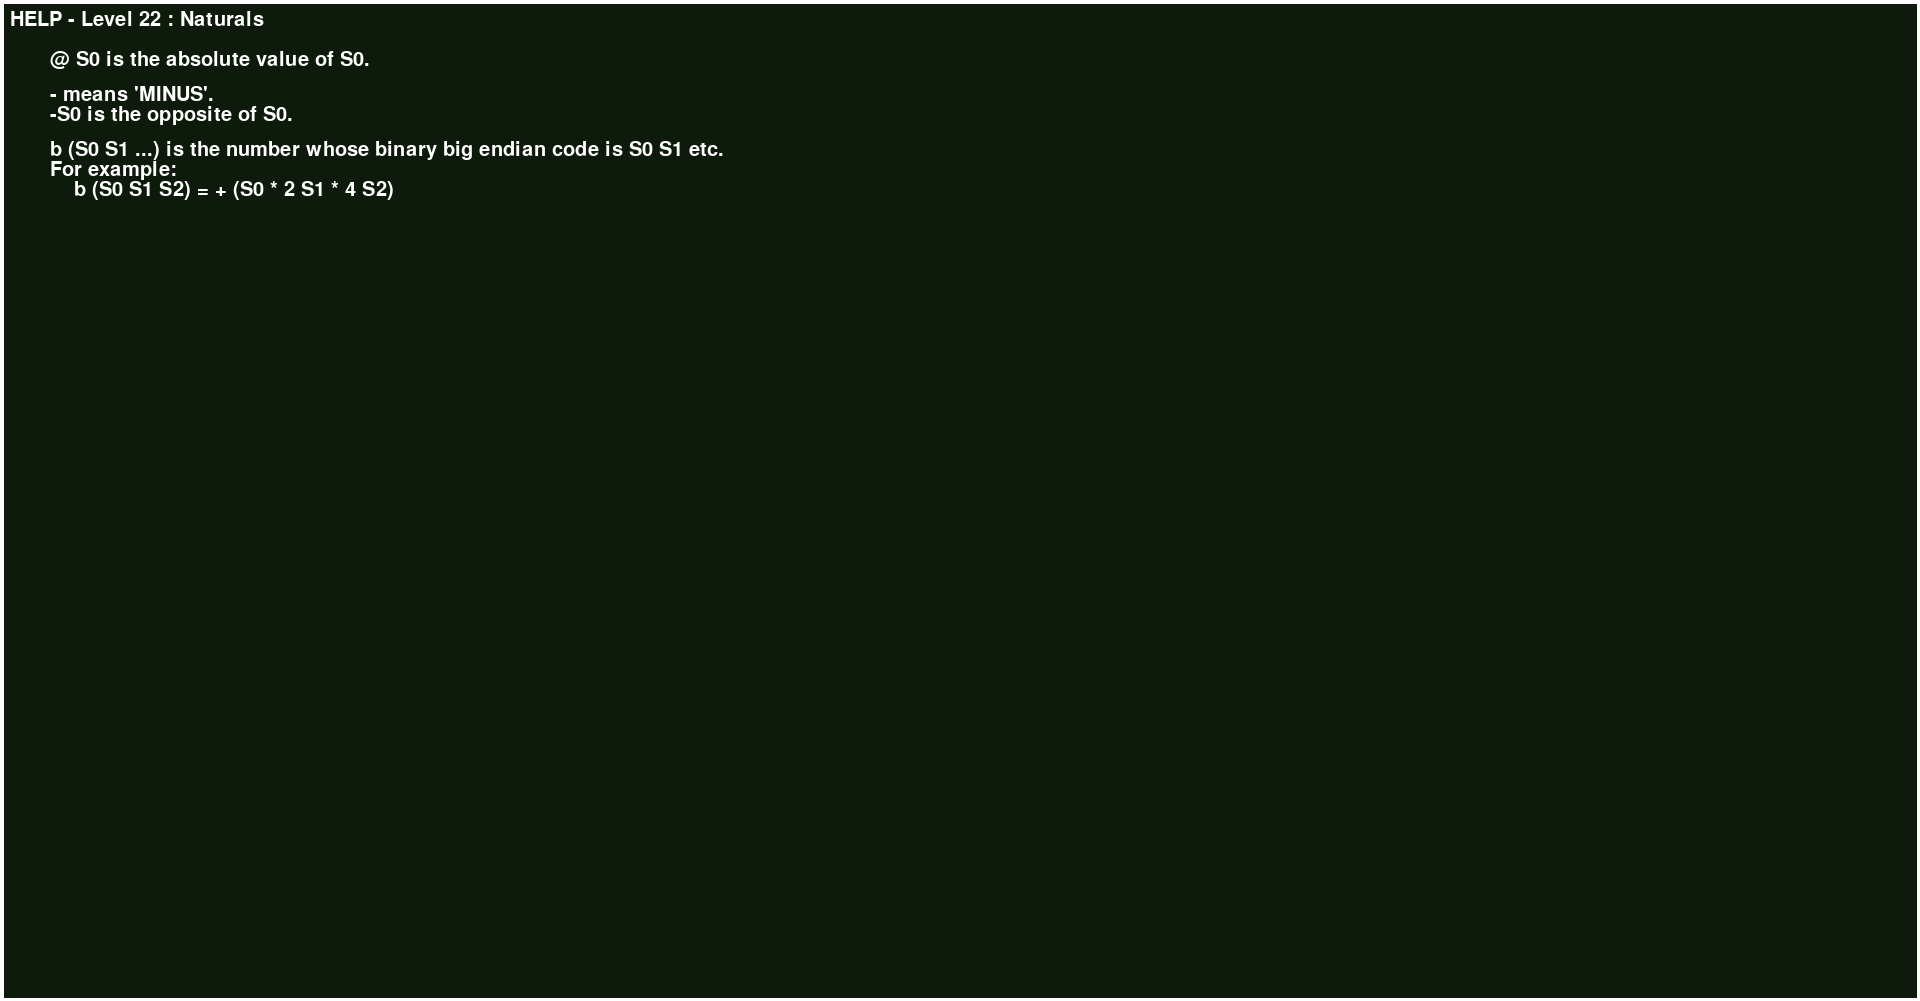 HELP - Level 22 : Naturals
@ S0 is the absolute value of S0.
- means 'MINUS'.
-S0 is the opposite of S0.
b (S0 S1 ...) is the number whose binary big endian code is S0 S1 etc.
For example:
b (S0 S1 S2) = + (S0 * 2 S1 * 4 S2)